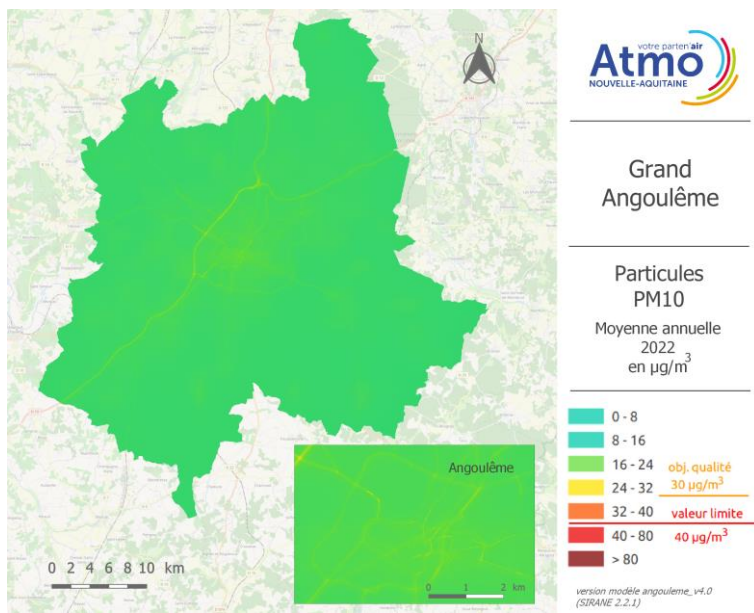 N
votre parten'air
Atmo
NOUVELLE-AQUITAINE
Grand
Angoulême
Particules
PM10
Moyenne annuelle
2022
en µg/m³
0 - 8
8 - 16
16 - 24
obj. qualité
24 - 32
30 µg/m³
32 - 40
valeur limite
40 - 80
40 µg/m³
> 80
version modèle angouleme_v4.0
(SIRANE 2.2.1)
Angoulême
0 2 4 6 8 10 km
0 1 2 km